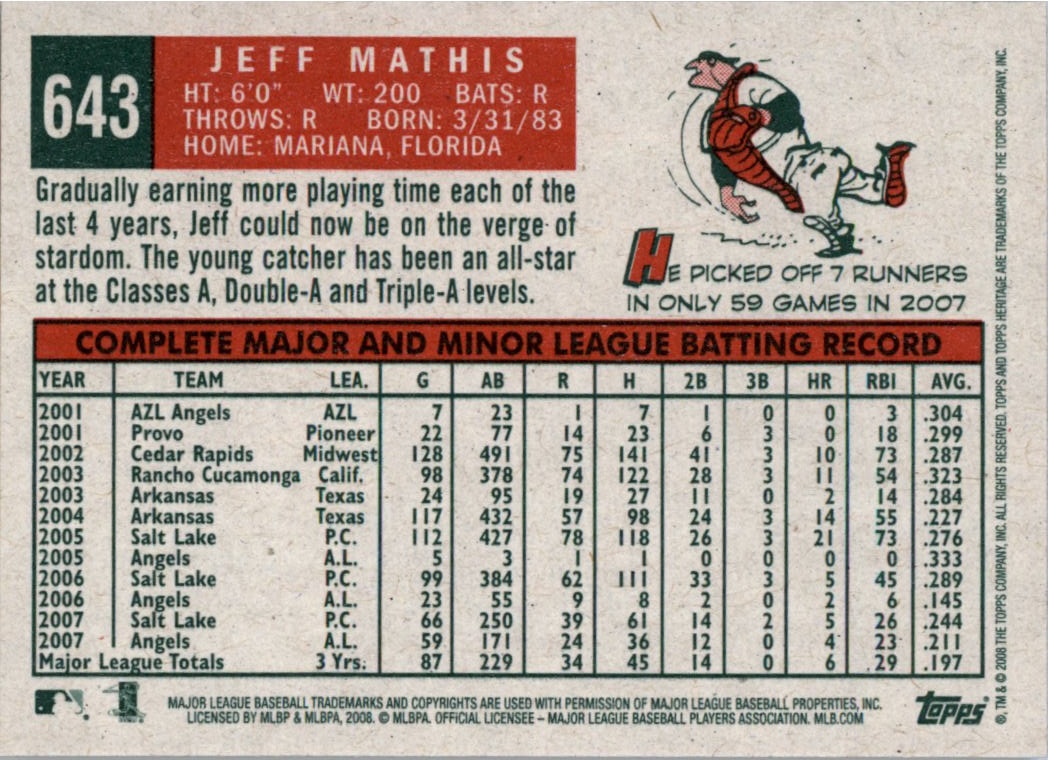 643
JEFF MATHIS
HT: 6'0" WT: 200 BATS: R
THROWS: R BORN: 3/31/83
HOME: MARIANA, FLORIDA
Gradually earning more playing time each of the
last 4 years, Jeff could now be on the verge of
stardom. The young catcher has been an all-star
at the Classes A, Double-A and Triple-A levels.
HE PICKED OFF 7 RUNNERS
IN ONLY 59 GAMES IN 2007
COMPLETE MAJOR AND MINOR LEAGUE BATTING RECORD
YEAR TEAM LEA. G AB R H 2B 3B HR RBI AVG.
2001 AZL Angels AZL 7 23 1 7 1 0 0 3 .304
2001 Provo Pioneer 22 77 14 23 6 3 0 18 .299
2002 Cedar Rapids Midwest 128 491 75 141 41 3 10 73 .287
2003 Rancho Cucamonga Calif. 98 378 74 122 28 3 11 54 .323
2003 Arkansas Texas 24 95 19 27 11 0 2 14 .284
2004 Arkansas Texas 117 432 57 98 24 3 14 55 .227
2005 Salt Lake P.C. 112 427 78 118 26 3 21 73 .276
2005 Angels A.L. 5 3 1 1 0 0 0 0 .333
2006 Salt Lake P.C. 99 384 62 111 33 3 5 45 .289
2006 Angels A.L. 23 55 9 8 2 0 2 6 .145
2007 Salt Lake P.C. 66 250 39 61 14 2 5 26 .244
2007 Angels A.L. 59 171 24 36 12 0 4 23 .211
Major League Totals 3 Yrs. 87 229 34 45 14 0 6 29 .197
MAJOR LEAGUE BASEBALL TRADEMARKS AND COPYRIGHTS ARE USED WITH PERMISSION OF MAJOR LEAGUE BASEBALL PROPERTIES, INC.
LICENSED BY MLBP & MLBPA, 2008. © MLBPA. OFFICIAL LICENSEE – MAJOR LEAGUE BASEBALL PLAYERS ASSOCIATION. MLB.COM
Topps
®, TM & © 2008 THE TOPPS COMPANY, INC. ALL RIGHTS RESERVED. TOPPS AND TOPPS HERITAGE ARE TRADEMARKS OF THE TOPPS COMPANY, INC.